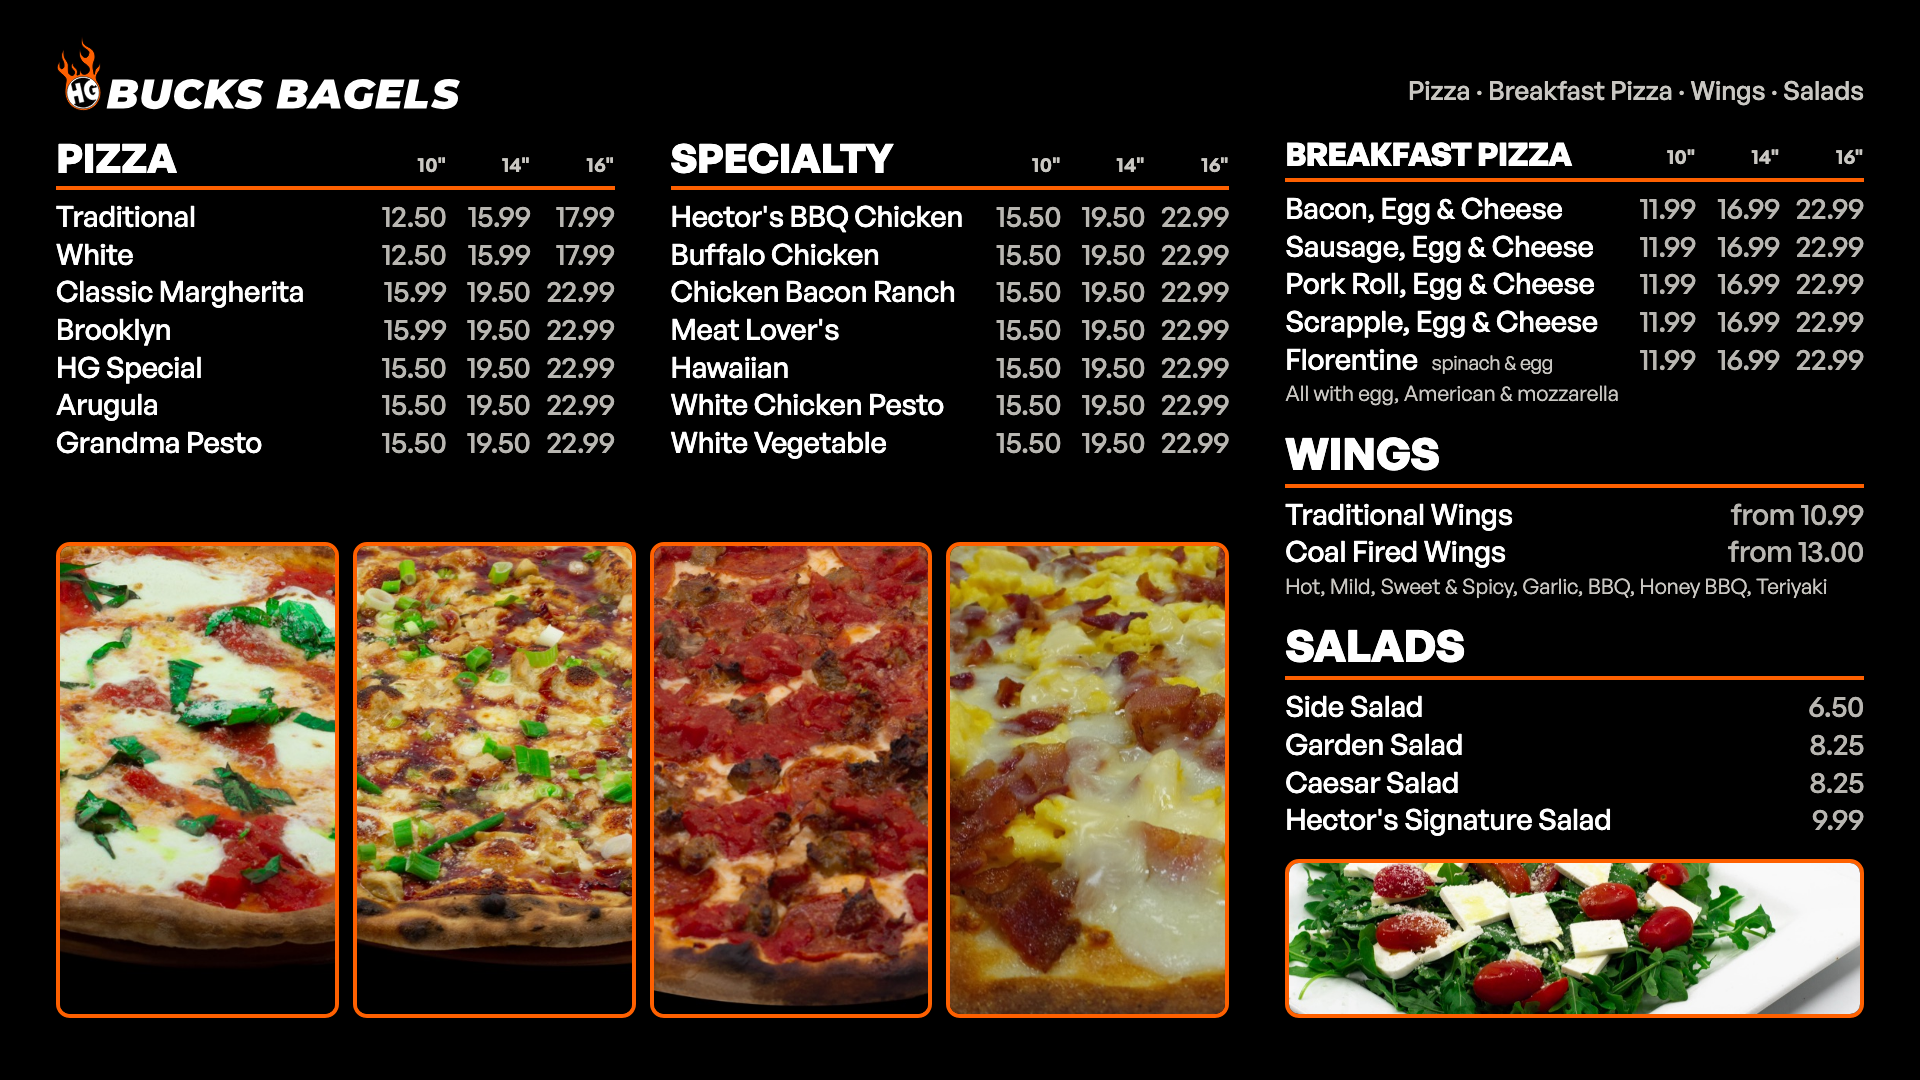 HG BUCKS BAGELS
Pizza · Breakfast Pizza · Wings · Salads
PIZZA 10" 14" 16"
Traditional 12.50 15.99 17.99
White 12.50 15.99 17.99
Classic Margherita 15.99 19.50 22.99
Brooklyn 15.99 19.50 22.99
HG Special 15.50 19.50 22.99
Arugula 15.50 19.50 22.99
Grandma Pesto 15.50 19.50 22.99
SPECIALTY 10" 14" 16"
Hector's BBQ Chicken 15.50 19.50 22.99
Buffalo Chicken 15.50 19.50 22.99
Chicken Bacon Ranch 15.50 19.50 22.99
Meat Lover's 15.50 19.50 22.99
Hawaiian 15.50 19.50 22.99
White Chicken Pesto 15.50 19.50 22.99
White Vegetable 15.50 19.50 22.99
BREAKFAST PIZZA 10" 14" 16"
Bacon, Egg & Cheese 11.99 16.99 22.99
Sausage, Egg & Cheese 11.99 16.99 22.99
Pork Roll, Egg & Cheese 11.99 16.99 22.99
Scrapple, Egg & Cheese 11.99 16.99 22.99
Florentine spinach & egg 11.99 16.99 22.99
All with egg, American & mozzarella
WINGS
Traditional Wings from 10.99
Coal Fired Wings from 13.00
Hot, Mild, Sweet & Spicy, Garlic, BBQ, Honey BBQ, Teriyaki
SALADS
Side Salad 6.50
Garden Salad 8.25
Caesar Salad 8.25
Hector's Signature Salad 9.99